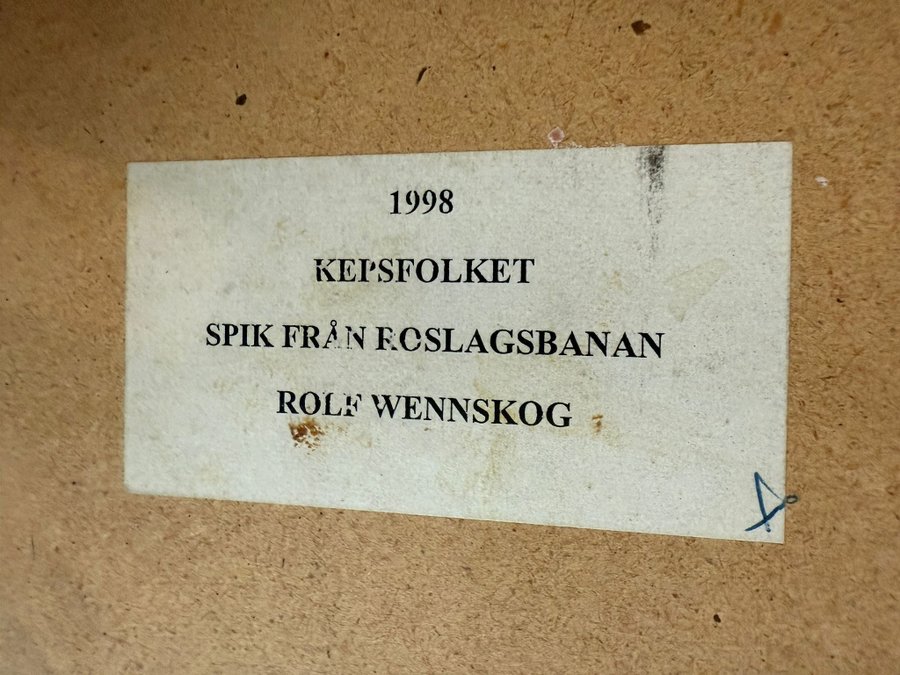 1998
KEPSFOLKET
SPIK FRÅN ROSLAGSBANAN
ROLF WENNSKOG